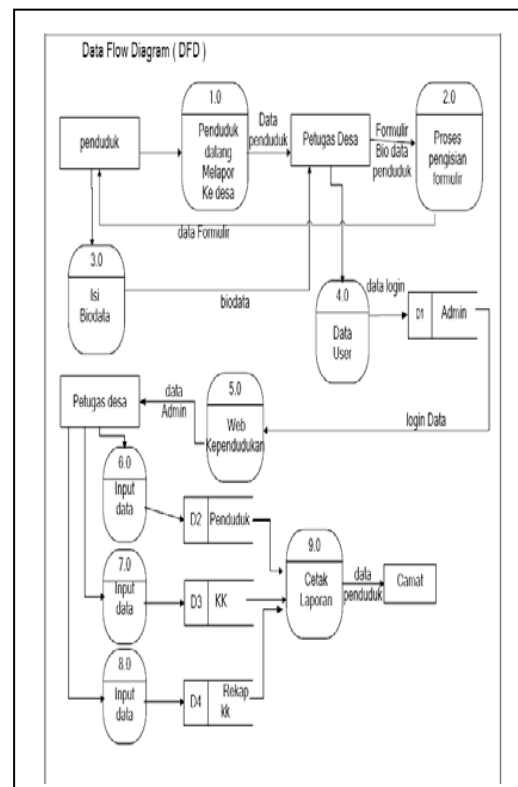 Data Flow Diagram ( DFD )
penduduk
1.0
Penduduk
datang
Melapor
Ke desa
Data
penduduk
Petugas Desa
Formulir
Bio data
penduduk
2.0
Proses
pengisian
formulir
data Formulir
3.0
Isi
Biodata
biodata
4.0
Data
User
data login
D1
Admin
login Data
Petugas desa
data
Admin
5.0
Web
Kependudukan
6.0
Input
data
D2
Penduduk
7.0
Input
data
D3
KK
8.0
Input
data
D4
Rekap
kk
9.0
Cetak
Laporan
data
penduduk
Camat